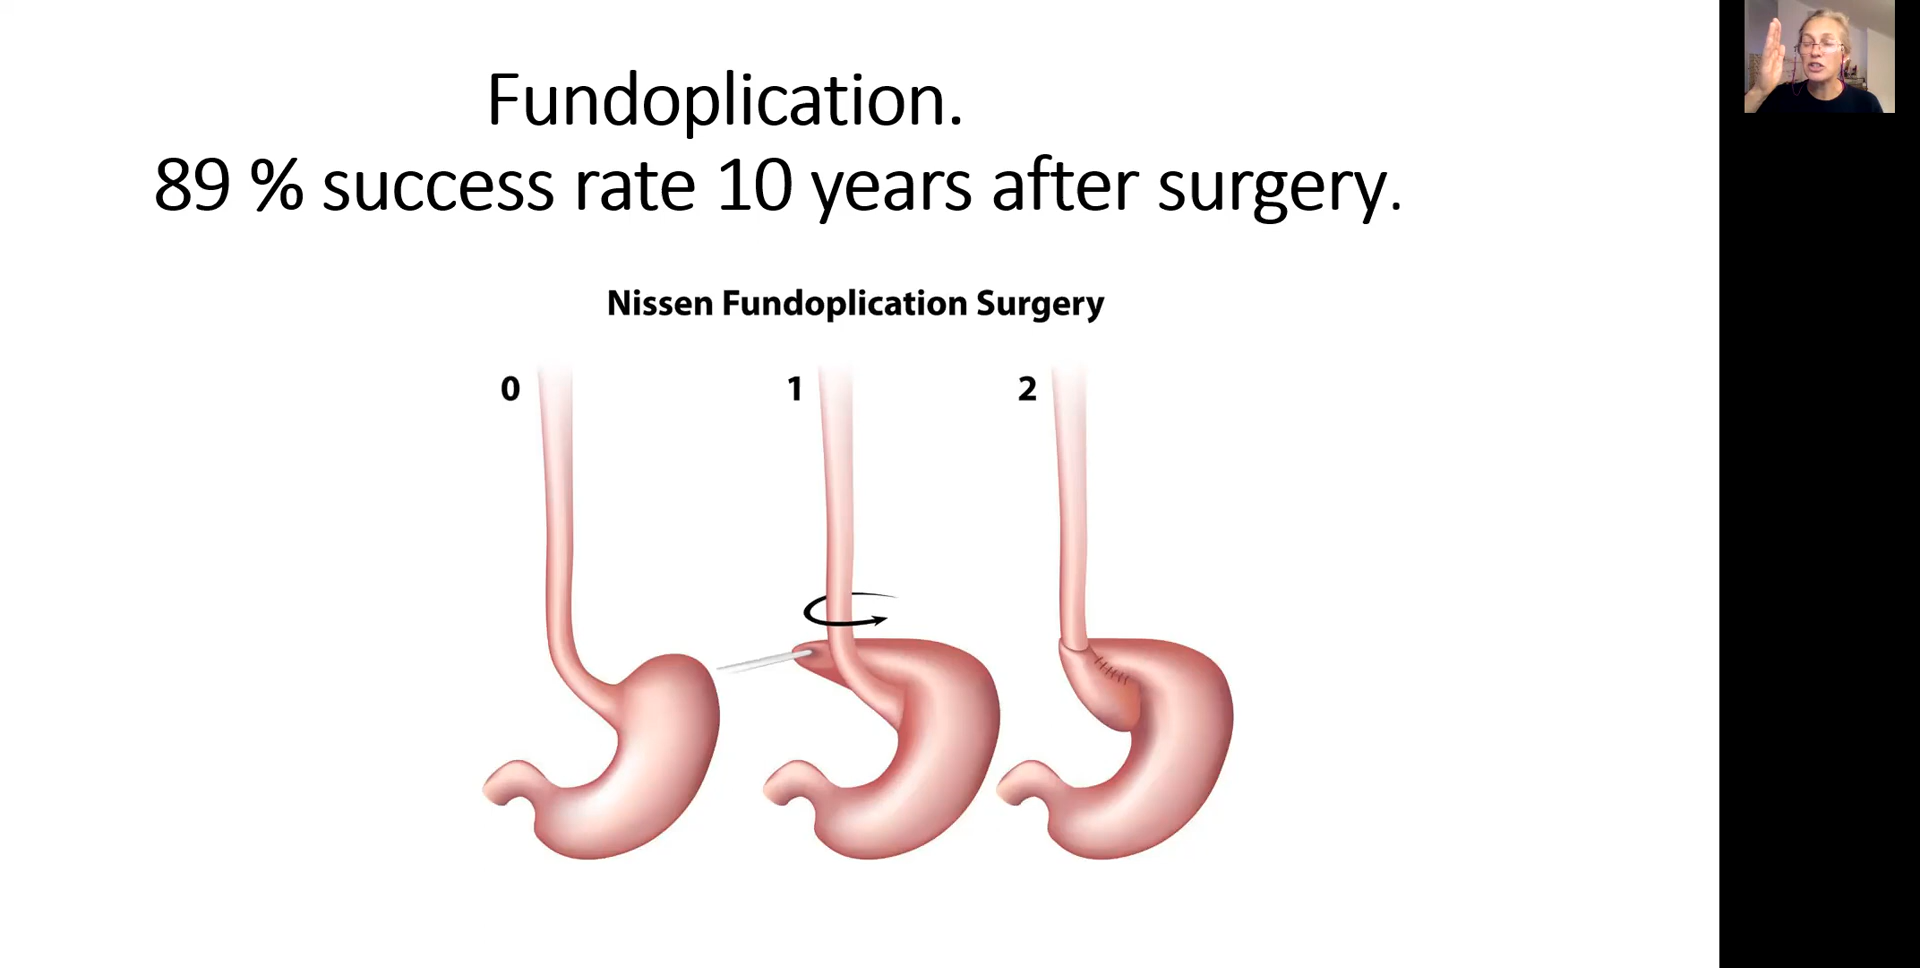 Fundoplication.
89 % success rate 10 years after surgery.
Nissen Fundoplication Surgery
0
1
2